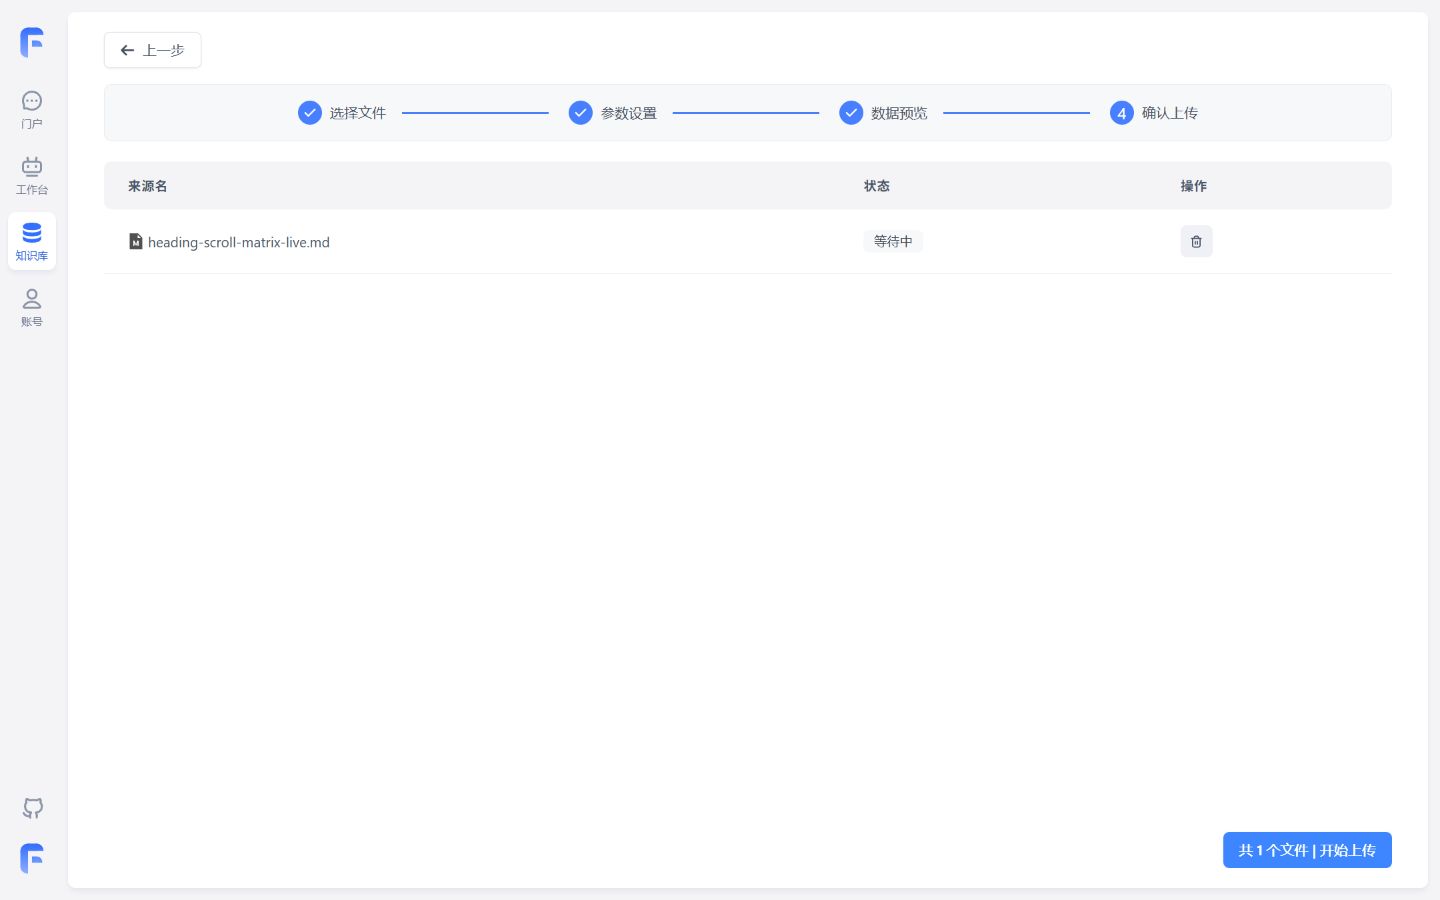 上一步
选择文件
参数设置
数据预览
4 确认上传
来源名 状态 操作
heading-scroll-matrix-live.md 等待中
门户
工作台
知识库
账号
共 1 个文件 | 开始上传